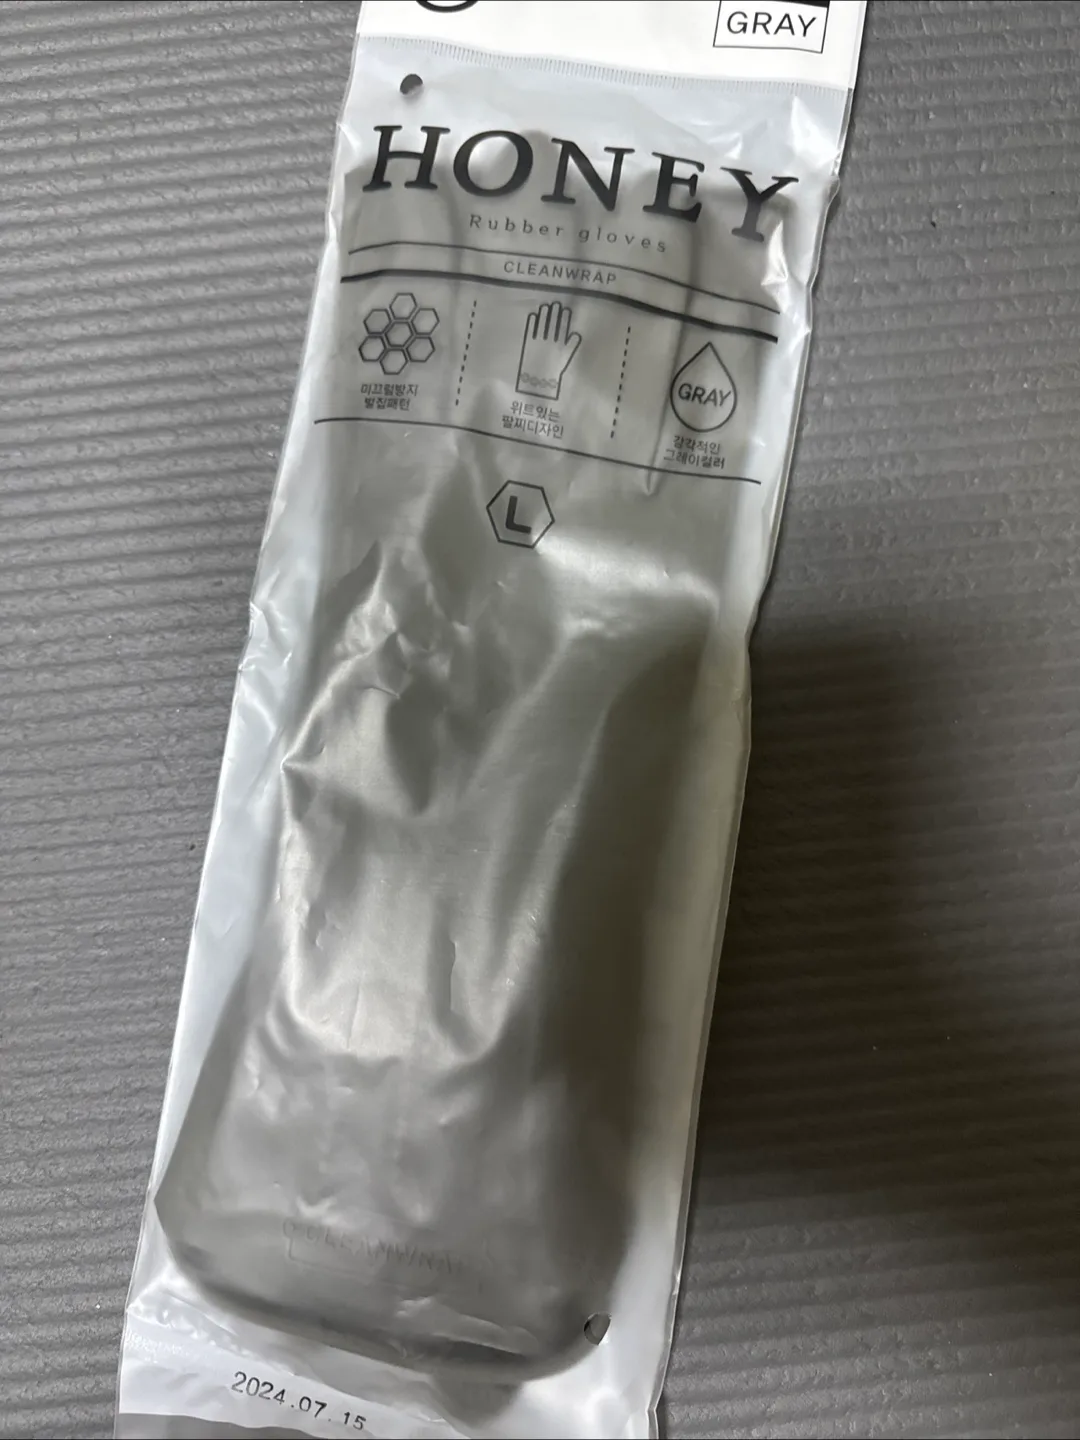 GRAY
HONEY
Rubber gloves
CLEANWRAP
미끄럼방지
벌집패턴
위트있는
팔찌디자인
GRAY
감각적인
그레이컬러
L
CLEANWRAP
2024.07.15